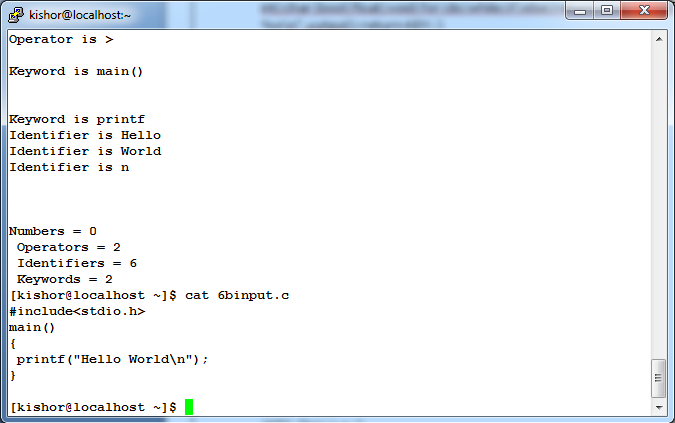 kishor@localhost:~
Operator is >
Keyword is main()
Keyword is printf
Identifier is Hello
Identifier is World
Identifier is n
Numbers = 0
Operators = 2
Identifiers = 6
Keywords = 2
[kishor@localhost ~]$ cat 6binput.c
#include<stdio.h>
main()
{
printf("Hello World\n");
}
[kishor@localhost ~]$